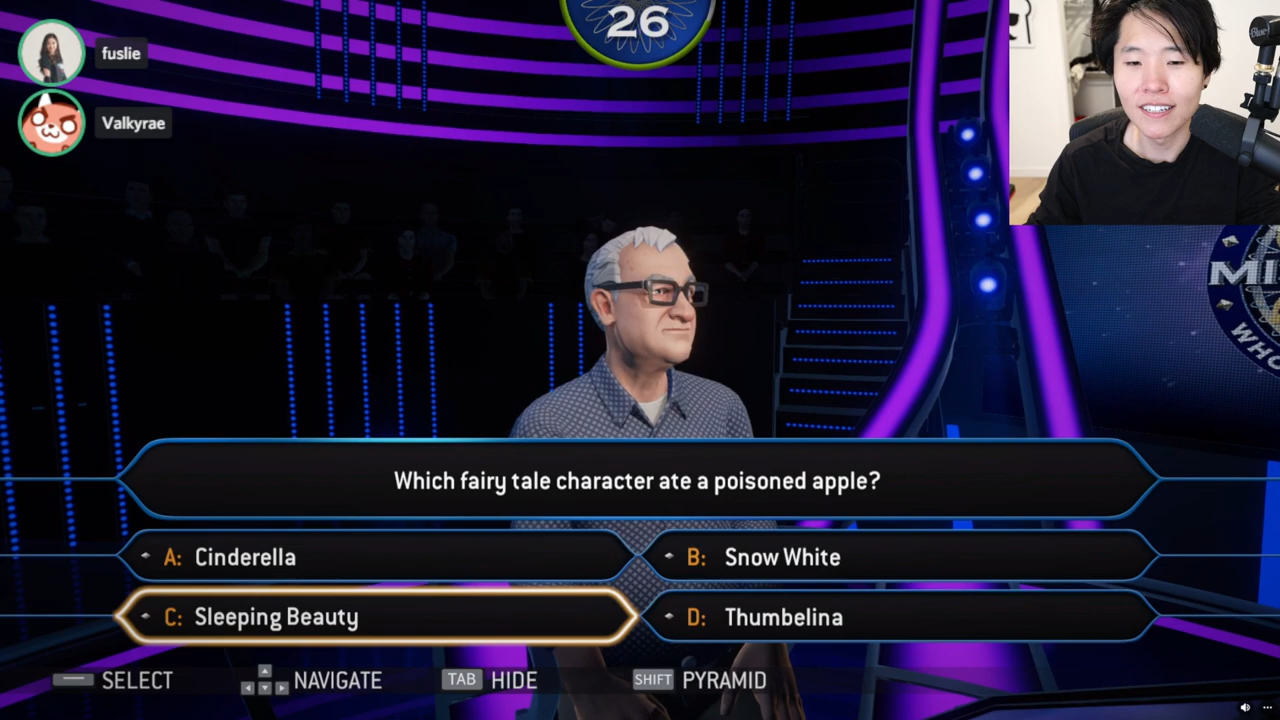 26
fuslie
Valkyrae
Which fairy tale character ate a poisoned apple?
A: Cinderella
B: Snow White
C: Sleeping Beauty
D: Thumbelina
SELECT
NAVIGATE
TAB HIDE
SHIFT PYRAMID